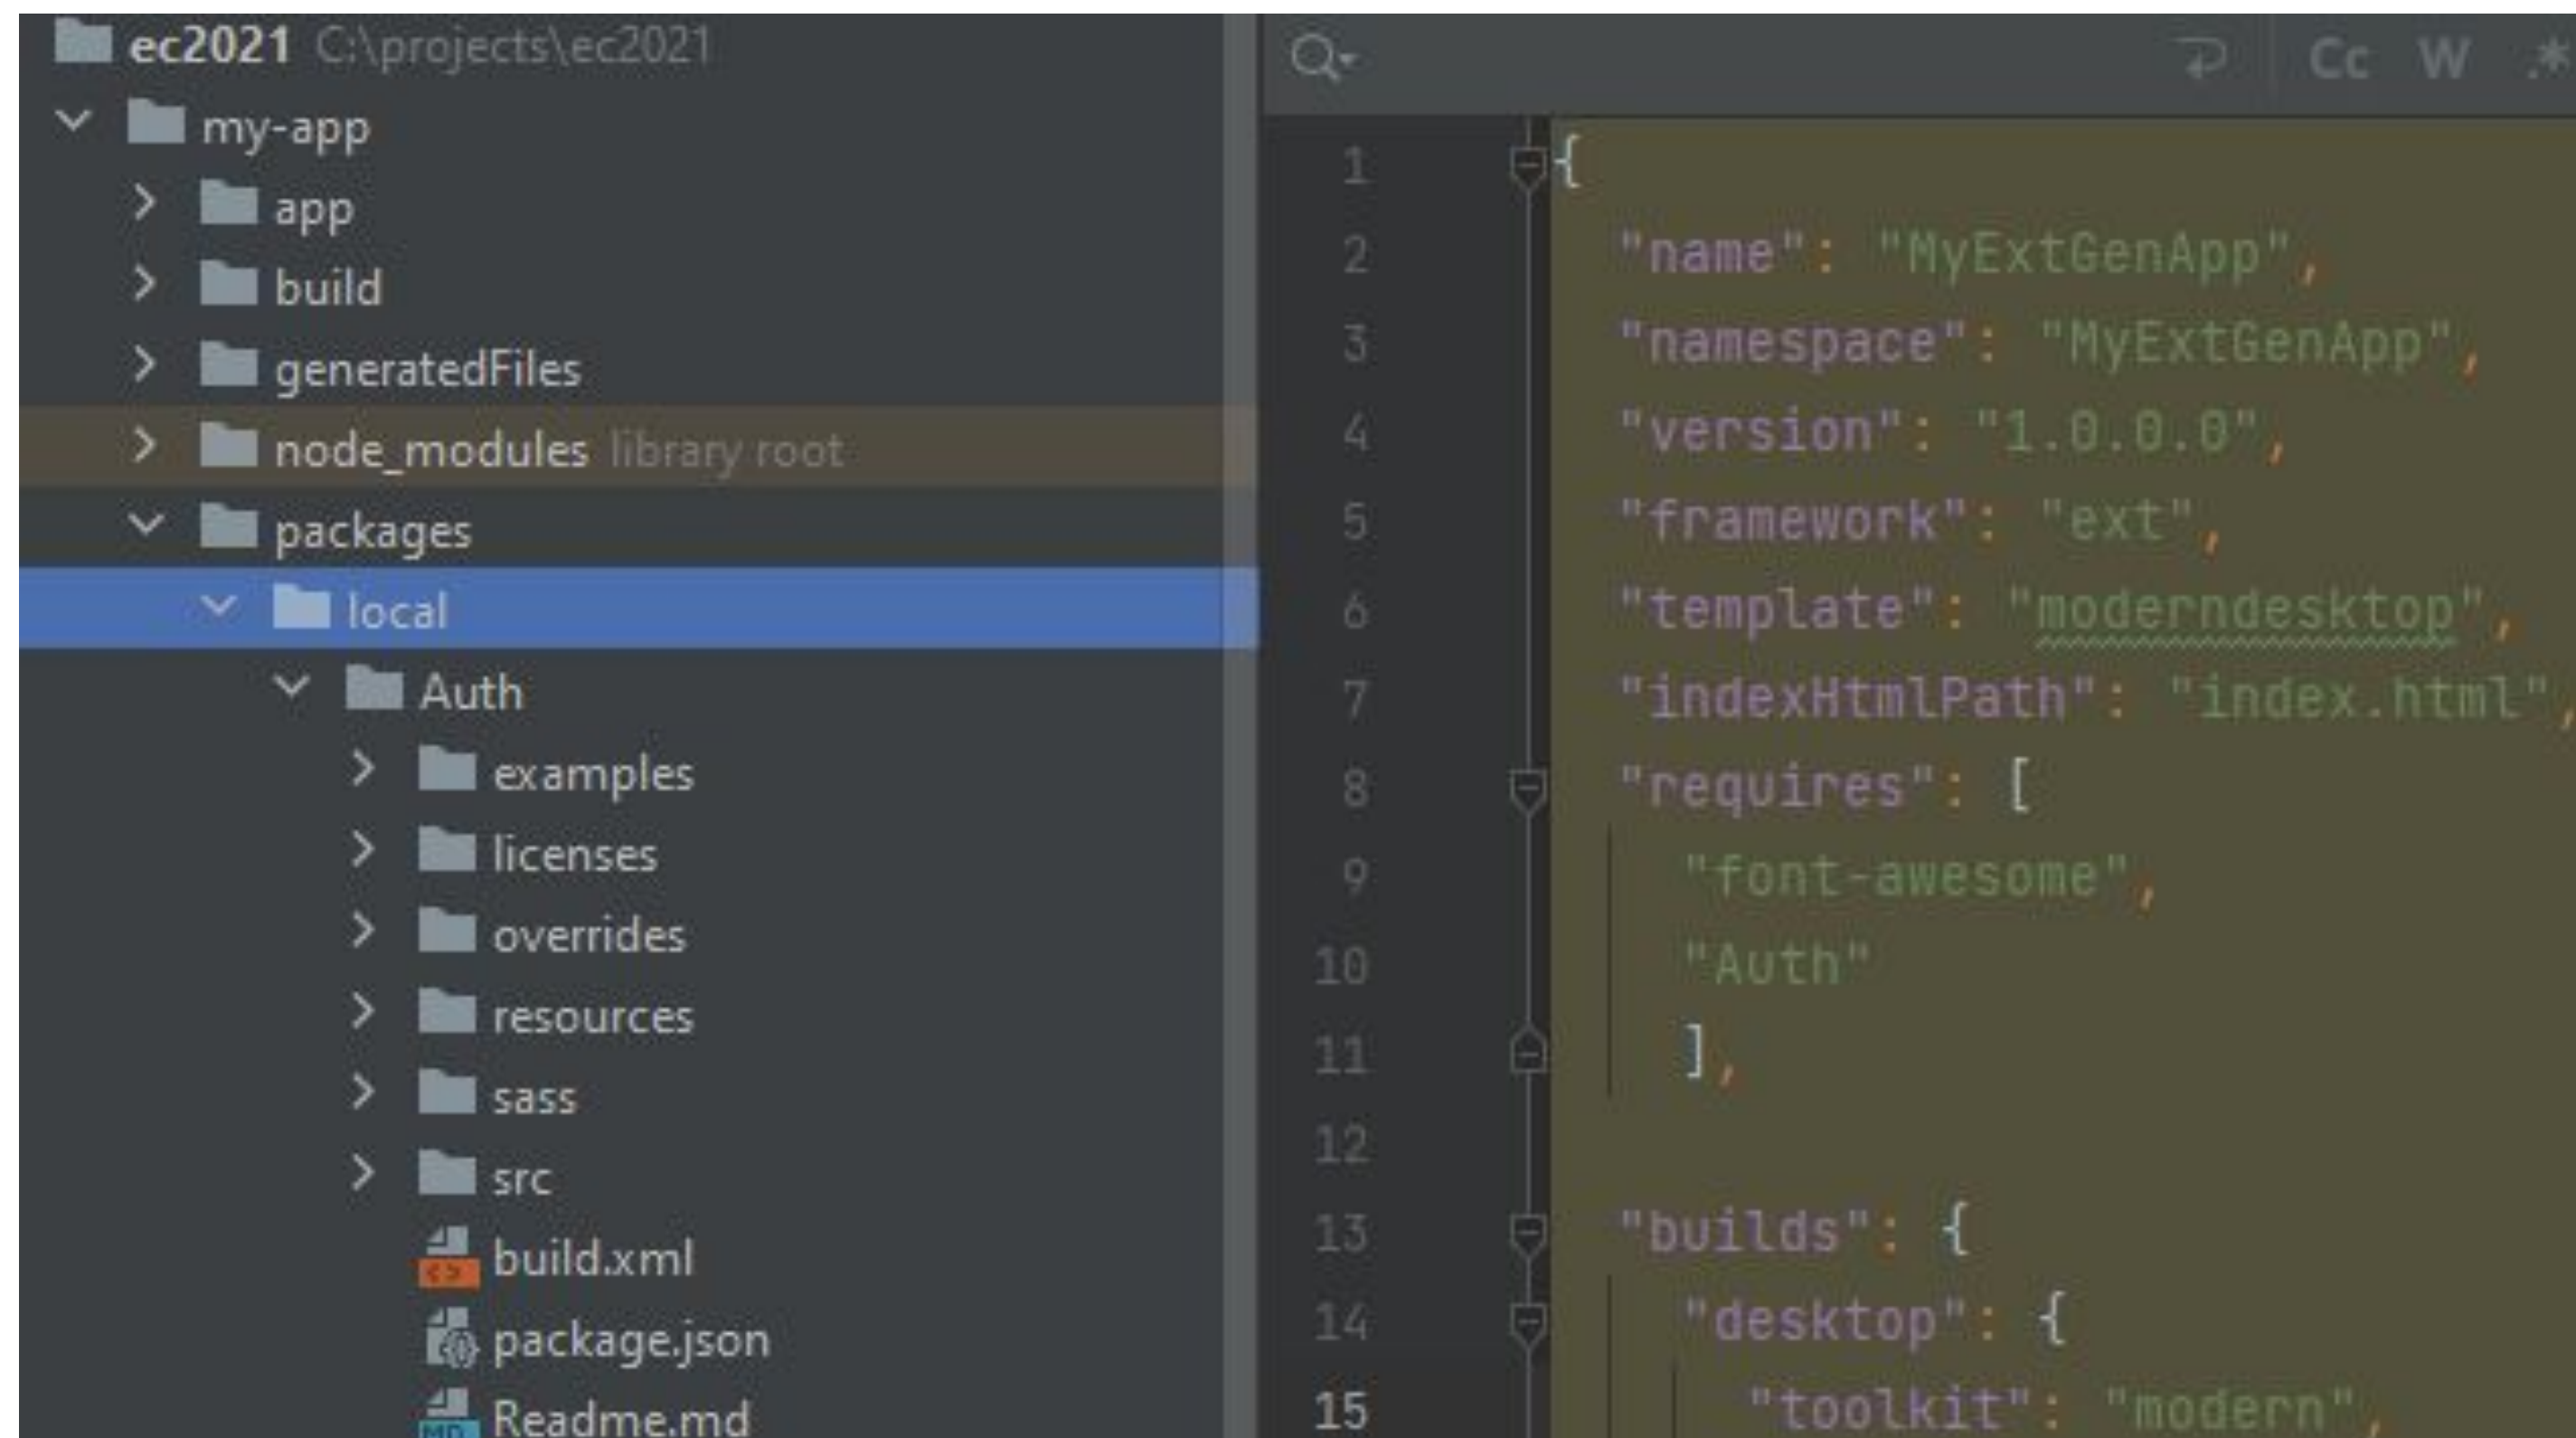 ec2021 C:\projects\ec2021
my-app
app
build
generatedFiles
node_modules library root
packages
local
Auth
examples
licenses
overrides
resources
sass
src
build.xml
package.json
Readme.md
Cc W .*
1 {
2 "name": "MyExtGenApp",
3 "namespace": "MyExtGenApp",
4 "version": "1.0.0.0",
5 "framework": "ext",
6 "template": "moderndesktop",
7 "indexHtmlPath": "index.html",
8 "requires": [
9 "font-awesome",
10 "Auth"
11 ],
12
13 "builds": {
14 "desktop": {
15 "toolkit": "modern",